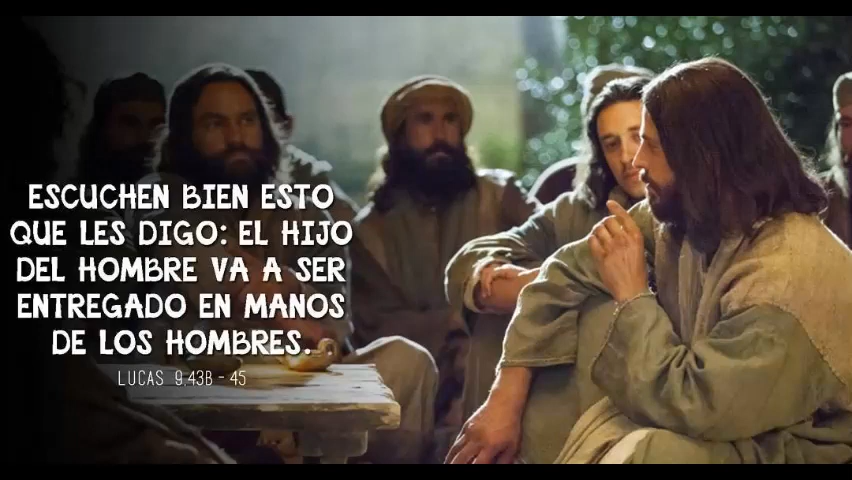 ESCUCHEN BIEN ESTO
QUE LES DIGO: EL HIJO
DEL HOMBRE VA A SER
ENTREGADO EN MANOS
DE LOS HOMBRES.
LUCAS 9.43B - 45